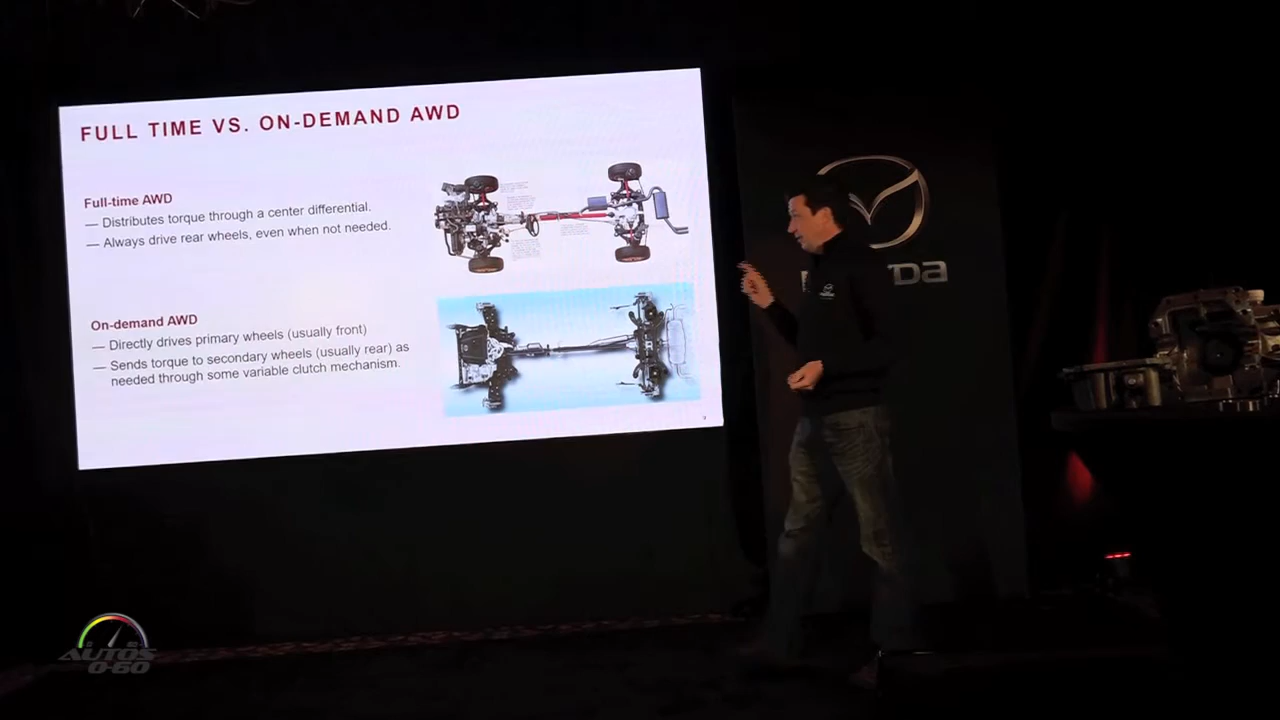 FULL TIME VS. ON-DEMAND AWD
Full-time AWD
— Distributes torque through a center differential.
— Always drive rear wheels, even when not needed.
On-demand AWD
— Directly drives primary wheels (usually front)
— Sends torque to secondary wheels (usually rear) as
needed through some variable clutch mechanism.
AUTOS
0-60